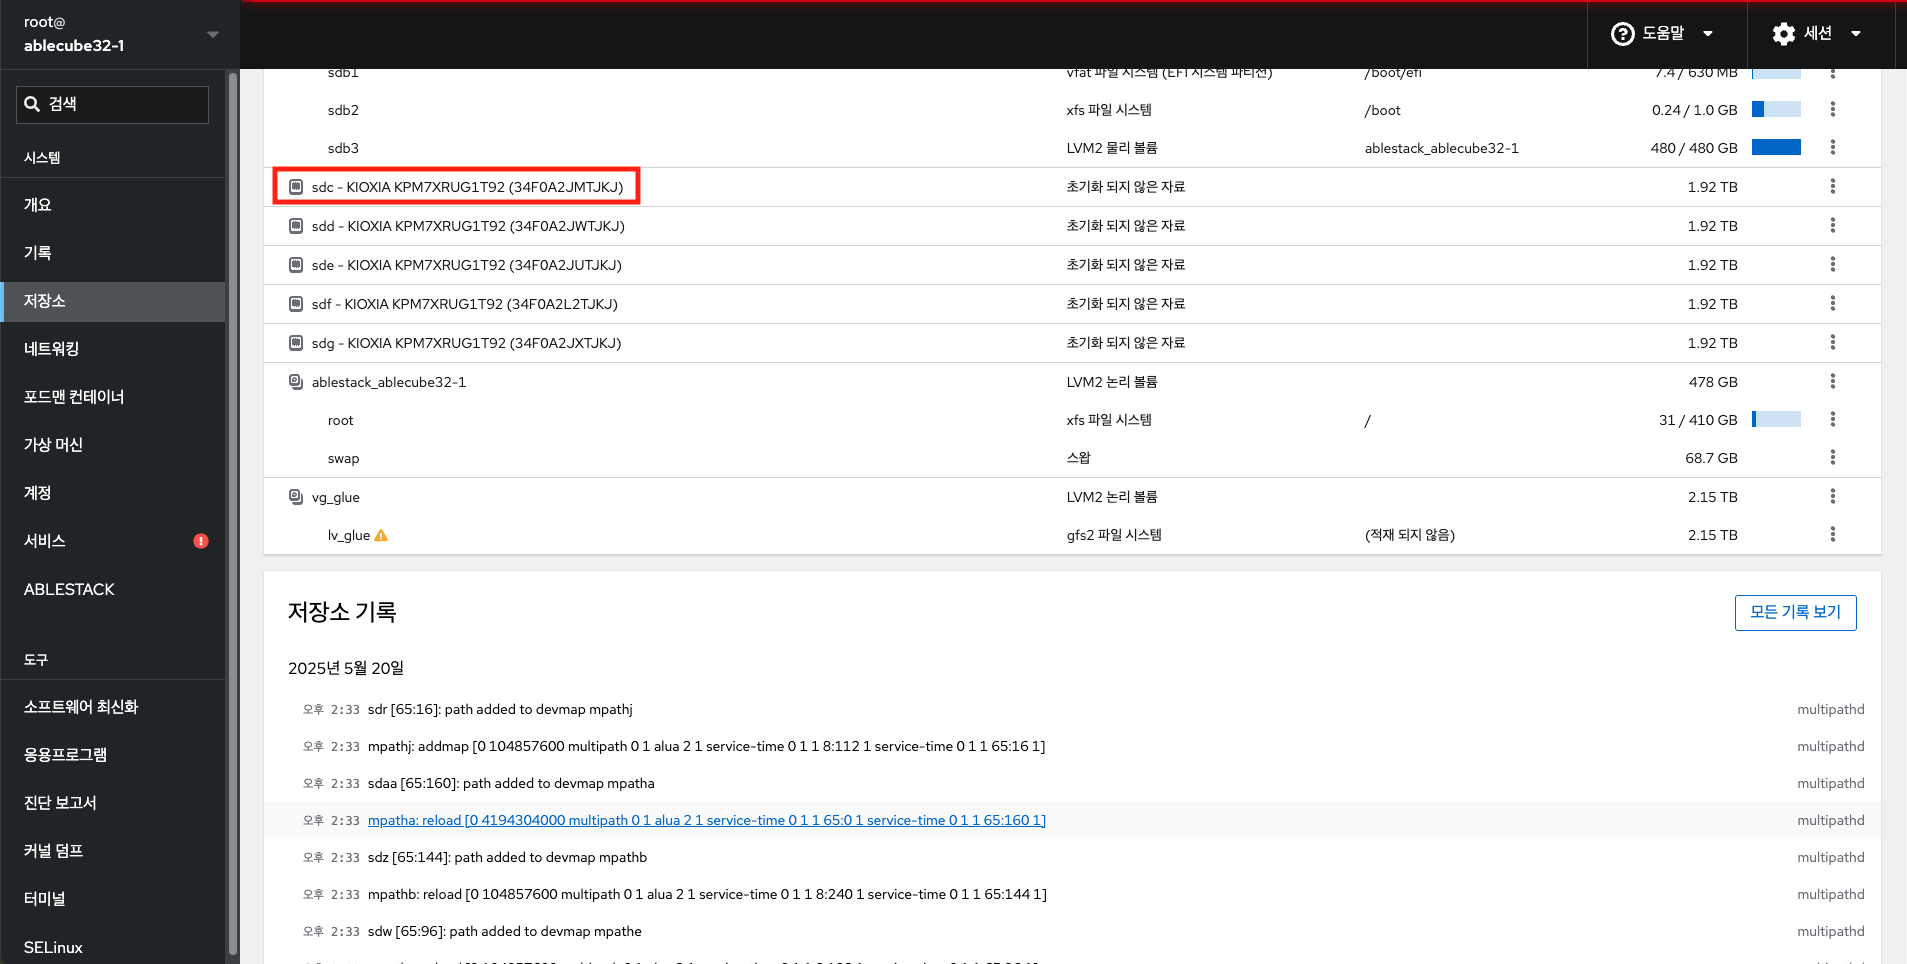 root@
ablecube32-1
도움말
세션
검색
시스템
개요
기록
저장소
네트워킹
포드맨 컨테이너
가상 머신
계정
서비스
ABLESTACK
도구
소프트웨어 최신화
응용프로그램
진단 보고서
커널 덤프
터미널
SELinux
sdb1 vfat 파일 시스템 (EFI 시스템 파티션) /boot/efi 7.4 / 630 MB
sdb2 xfs 파일 시스템 /boot 0.24 / 1.0 GB
sdb3 LVM2 물리 볼륨 ablestack_ablecube32-1 480 / 480 GB
sdc - KIOXIA KPM7XRUG1T92 (34F0A2JMTJKJ) 초기화 되지 않은 자료 1.92 TB
sdd - KIOXIA KPM7XRUG1T92 (34F0A2JWTJKJ) 초기화 되지 않은 자료 1.92 TB
sde - KIOXIA KPM7XRUG1T92 (34F0A2JUTJKJ) 초기화 되지 않은 자료 1.92 TB
sdf - KIOXIA KPM7XRUG1T92 (34F0A2L2TJKJ) 초기화 되지 않은 자료 1.92 TB
sdg - KIOXIA KPM7XRUG1T92 (34F0A2JXTJKJ) 초기화 되지 않은 자료 1.92 TB
ablestack_ablecube32-1 LVM2 논리 볼륨 478 GB
root xfs 파일 시스템 / 31 / 410 GB
swap 스왑 68.7 GB
vg_glue LVM2 논리 볼륨 2.15 TB
lv_glue gfs2 파일 시스템 (적재 되지 않음) 2.15 TB
저장소 기록
모든 기록 보기
2025년 5월 20일
오후 2:33 sdr [65:16]: path added to devmap mpathj multipathd
오후 2:33 mpathj: addmap [0 104857600 multipath 0 1 alua 2 1 service-time 0 1 1 8:112 1 service-time 0 1 1 65:16 1] multipathd
오후 2:33 sdaa [65:160]: path added to devmap mpatha multipathd
오후 2:33 mpatha: reload [0 4194304000 multipath 0 1 alua 2 1 service-time 0 1 1 65:0 1 service-time 0 1 1 65:160 1] multipathd
오후 2:33 sdz [65:144]: path added to devmap mpathb multipathd
오후 2:33 mpathb: reload [0 104857600 multipath 0 1 alua 2 1 service-time 0 1 1 8:240 1 service-time 0 1 1 65:144 1] multipathd
오후 2:33 sdw [65:96]: path added to devmap mpathe multipathd